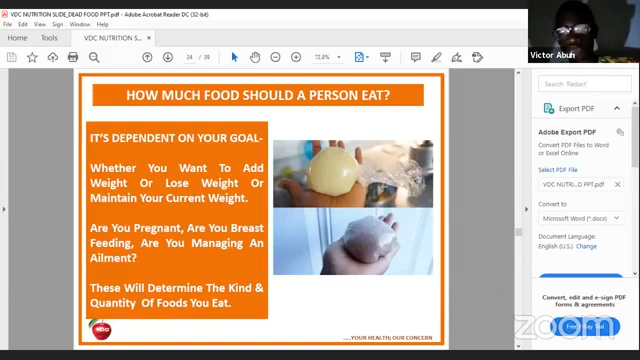 VDC NUTRITION SLIDE_DEAD FOOD PPT.pdf - Adobe Acrobat Reader DC (32-bit)
File Edit View Sign Window Help
Home Tools VDC NUTRITION S...
24 / 39 72.8%
Victor Abuh
Search 'Redact'
Export PDF
Adobe Export PDF
Convert PDF Files to Word
or Excel Online
Select PDF File
VDC NUTRI...D PPT.pdf
Convert to
Microsoft Word (*.docx)
Document Language:
English (U.S.) Change
Convert, edit and e-sign PDF
forms & agreements
Free 7-Day Trial
HOW MUCH FOOD SHOULD A PERSON EAT?
IT'S DEPENDENT ON YOUR GOAL-
Whether You Want To Add
Weight Or Lose Weight Or
Maintain Your Current Weight.
Are You Pregnant, Are You Breast
Feeding, Are You Managing An
Ailment?
These Will Determine The Kind &
Quantity Of Foods You Eat.
....YOUR HEALTH; OUR CONCERN
zoom